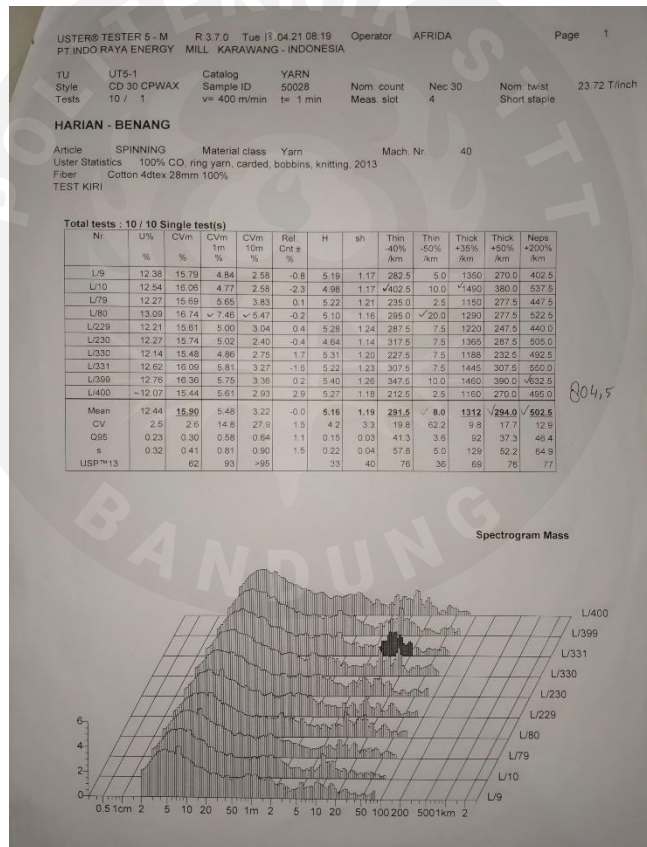 USTER® TESTER 5 - M R 3.7.0 Tue 13.04.21 08:19 Operator AFRIDA Page 1
PT.INDO RAYA ENERGY MILL KARAWANG - INDONESIA
TU UT5-1 Catalog YARN
Style CD 30 CPWAX Sample ID 50028 Nom. count Nec 30 Nom. twist 23.72 T/inch
Tests 10 / 1 v= 400 m/min t= 1 min Meas. slot 4 Short staple
HARIAN - BENANG
Article SPINNING Material class Yarn Mach. Nr. 40
Uster Statistics 100% CO, ring yarn, carded, bobbins, knitting, 2013
Fiber Cotton 4dtex 28mm 100%
TEST KIRI
Total tests : 10 / 10 Single test(s)
Nr U% CVm CVm CVm Rel. H sh Thin Thin Thick Thick Neps
1m 10m Cnt ± -40% -50% +35% +50% +200%
% % % % % /km /km /km /km /km
L/9 12.38 15.79 4.84 2.58 -0.8 5.19 1.17 282.5 5.0 1350 270.0 402.5
L/10 12.54 16.06 4.77 2.58 -2.3 4.98 1.17 ✓402.5 10.0 ✓1490 380.0 537.5
L/79 12.27 15.69 5.65 3.83 0.1 5.22 1.21 235.0 2.5 1150 277.5 447.5
L/80 13.09 16.74 ✓7.46 ✓5.47 -0.2 5.10 1.16 295.0 ✓20.0 1290 277.5 522.5
L/229 12.21 15.61 5.00 3.04 0.4 5.28 1.24 287.5 7.5 1220 247.5 440.0
L/230 12.27 15.74 5.02 2.40 -0.4 4.64 1.14 317.5 7.5 1365 287.5 505.0
L/330 12.14 15.48 4.86 2.75 1.7 5.31 1.20 227.5 7.5 1188 232.5 492.5
L/331 12.62 16.09 5.81 3.27 -1.5 5.22 1.23 307.5 7.5 1445 307.5 550.0
L/399 12.76 16.36 5.75 3.36 0.2 5.40 1.26 347.5 10.0 1460 390.0 ✓632.5
L/400 ~12.07 15.44 5.61 2.93 2.9 5.27 1.18 212.5 2.5 1160 270.0 495.0 804,5
Mean 12.44 15.90 5.48 3.22 -0.0 5.16 1.19 291.5 ✓8.0 1312 ✓294.0 ✓502.5
CV 2.5 2.6 14.8 27.9 1.5 4.2 3.3 19.8 62.2 9.8 17.7 12.9
Q95 0.23 0.30 0.58 0.64 1.1 0.15 0.03 41.3 3.6 92 37.3 46.4
s 0.32 0.41 0.81 0.90 1.5 0.22 0.04 57.8 5.0 129 52.2 64.9
USP™13 62 93 >95 33 40 76 36 69 76 77
Spectrogram Mass
L/400
L/399
L/331
L/330
L/230
L/229
L/80
L/79
L/10
L/9
6
4
2
0
0.5 1cm 2 5 10 20 50 1m 2 5 10 20 50 100 200 500 1km 2
POLITEKNIK STTT
BANDUNG